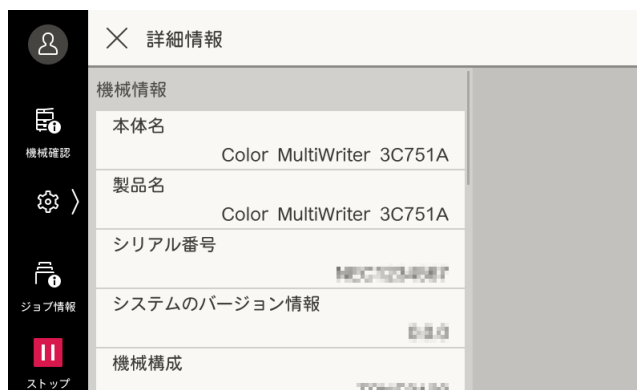 詳細情報
機械情報
本体名
Color MultiWriter 3C751A
製品名
Color MultiWriter 3C751A
シリアル番号
システムのバージョン情報
機械構成
機械確認
ジョブ情報
ストップ